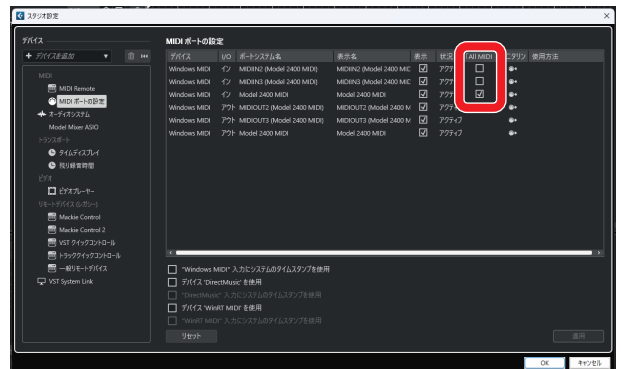 スタジオ設定
デバイス
デバイスを追加
MIDI
MIDI Remote
MIDI ポートの設定
オーディオシステム
Model Mixer ASIO
トランスポート
タイムディスプレイ
残り録音時間
ビデオ
ビデオプレーヤー
リモートデバイス (レガシー)
Mackie Control
Mackie Control 2
VST クイックコントロール
トラッククイックコントロール
一般リモートデバイス
VST System Link
MIDI ポートの設定
デバイス I/O ポートシステム名 表示名 表示 状況 All MIDI 使用方法
Windows MIDI イン MIDIIN2 (Model 2400 MIDI) MIDIIN2 (Model 2400 MIC アク
Windows MIDI イン MIDIIN3 (Model 2400 MIDI) MIDIIN3 (Model 2400 MIC アク
Windows MIDI イン Model 2400 MIDI Model 2400 MIDI アク
Windows MIDI アウト MIDIOUT2 (Model 2400 MIDI) MIDIOUT2 (Model 2400 M アクティブ
Windows MIDI アウト MIDIOUT3 (Model 2400 MIDI) MIDIOUT3 (Model 2400 M アクティブ
Windows MIDI アウト Model 2400 MIDI Model 2400 MIDI アクティブ
"Windows MIDI" 入力にシステムのタイムスタンプを使用
デバイス 'DirectMusic' を使用
"DirectMusic" 入力にシステムのタイムスタンプを使用
デバイス 'WinRT MIDI' を使用
"WinRT MIDI" 入力にシステムのタイムスタンプを使用
リセット 適用
OK キャンセル